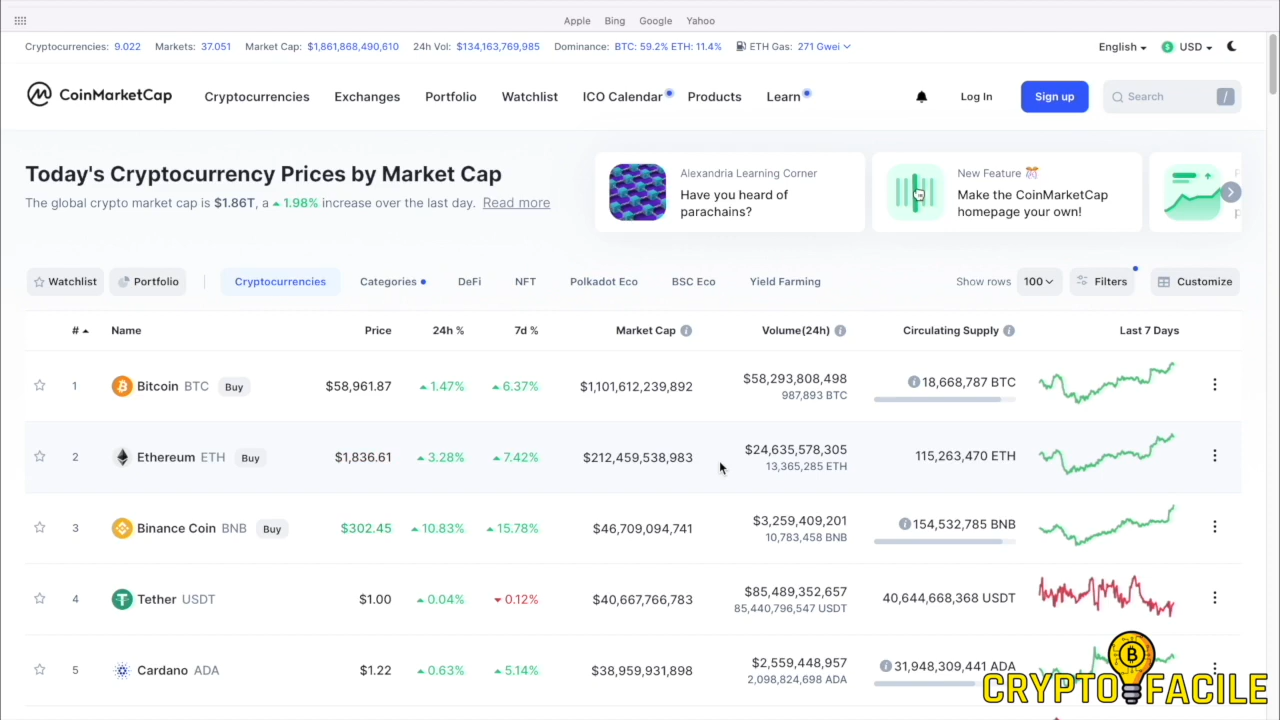 Apple Bing Google Yahoo
Cryptocurrencies: 9.022 Markets: 37.051 Market Cap: $1,861,868,490,610 24h Vol: $134,163,769,985 Dominance: BTC: 59.2% ETH: 11.4% ETH Gas: 271 Gwei English USD
CoinMarketCap Cryptocurrencies Exchanges Portfolio Watchlist ICO Calendar Products Learn Log In Sign up Search /
Today's Cryptocurrency Prices by Market Cap
The global crypto market cap is $1.86T, a 1.98% increase over the last day. Read more
Alexandria Learning Corner
Have you heard of
parachains?
New Feature
Make the CoinMarketCap
homepage your own!
Watchlist Portfolio Cryptocurrencies Categories DeFi NFT Polkadot Eco BSC Eco Yield Farming Show rows 100 Filters Customize
# Name Price 24h % 7d % Market Cap Volume(24h) Circulating Supply Last 7 Days
1 Bitcoin BTC Buy $58,961.87 1.47% 6.37% $1,101,612,239,892 $58,293,808,498 18,668,787 BTC
987,893 BTC
2 Ethereum ETH Buy $1,836.61 3.28% 7.42% $212,459,538,983 $24,635,578,305 115,263,470 ETH
13,365,285 ETH
3 Binance Coin BNB Buy $302.45 10.83% 15.78% $46,709,094,741 $3,259,409,201 154,532,785 BNB
10,783,458 BNB
4 Tether USDT $1.00 0.04% 0.12% $40,667,766,783 $85,489,352,657 40,644,668,368 USDT
85,440,796,547 USDT
5 Cardano ADA $1.22 0.63% 5.14% $38,959,931,898 $2,559,448,957 31,948,309,441 ADA
2,098,824,698 ADA
CRYPTO FACILE